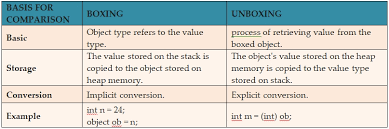 BASIS FOR COMPARISON BOXING UNBOXING
Basic
Object type refers to the value
type.
process of retrieving value from the
boxed object.
Storage
The value stored on the stack is
copied to the object stored on
heap memory.
The object's value stored on the heap
memory is copied to the value type
stored on stack.
Conversion Implicit conversion. Explicit conversion.
Example
int n = 24;
object ob = n;
int m = (int) ob;